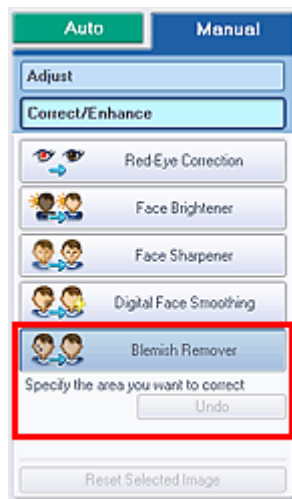 Auto
Manual
Adjust
Correct/Enhance
Red-Eye Correction
Face Brightener
Face Sharpener
Digital Face Smoothing
Blemish Remover
Specify the area you want to correct
Undo
Reset Selected Image